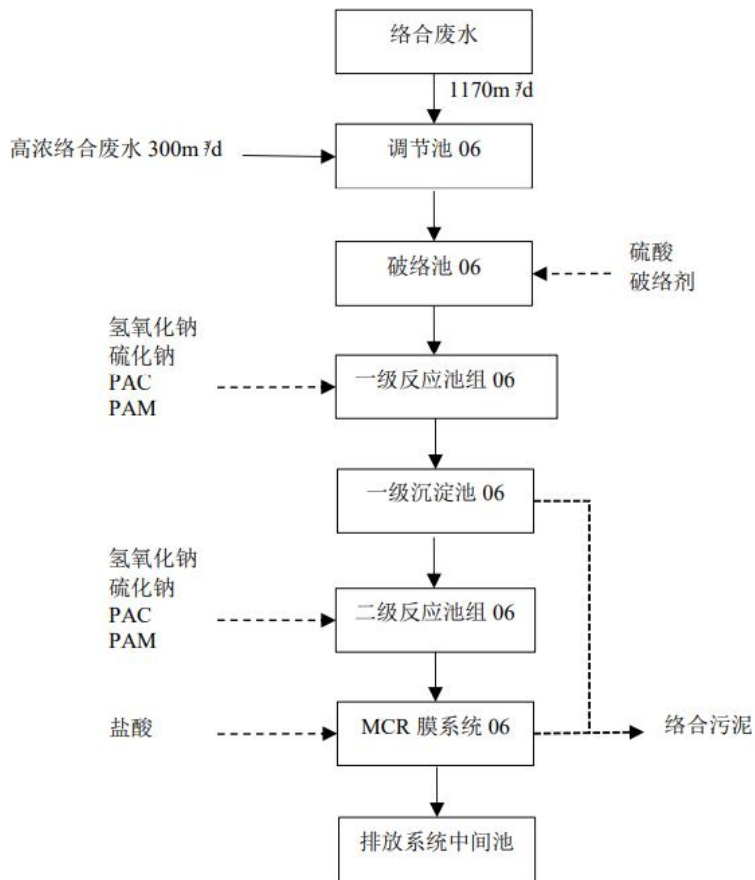 络合废水
1170m³/d
高浓络合废水 300m³/d
调节池 06
破络池 06
硫酸
破络剂
氢氧化钠
硫化钠
PAC
PAM
一级反应池组 06
一级沉淀池 06
氢氧化钠
硫化钠
PAC
PAM
二级反应池组 06
盐酸
MCR 膜系统 06
络合污泥
排放系统中间池